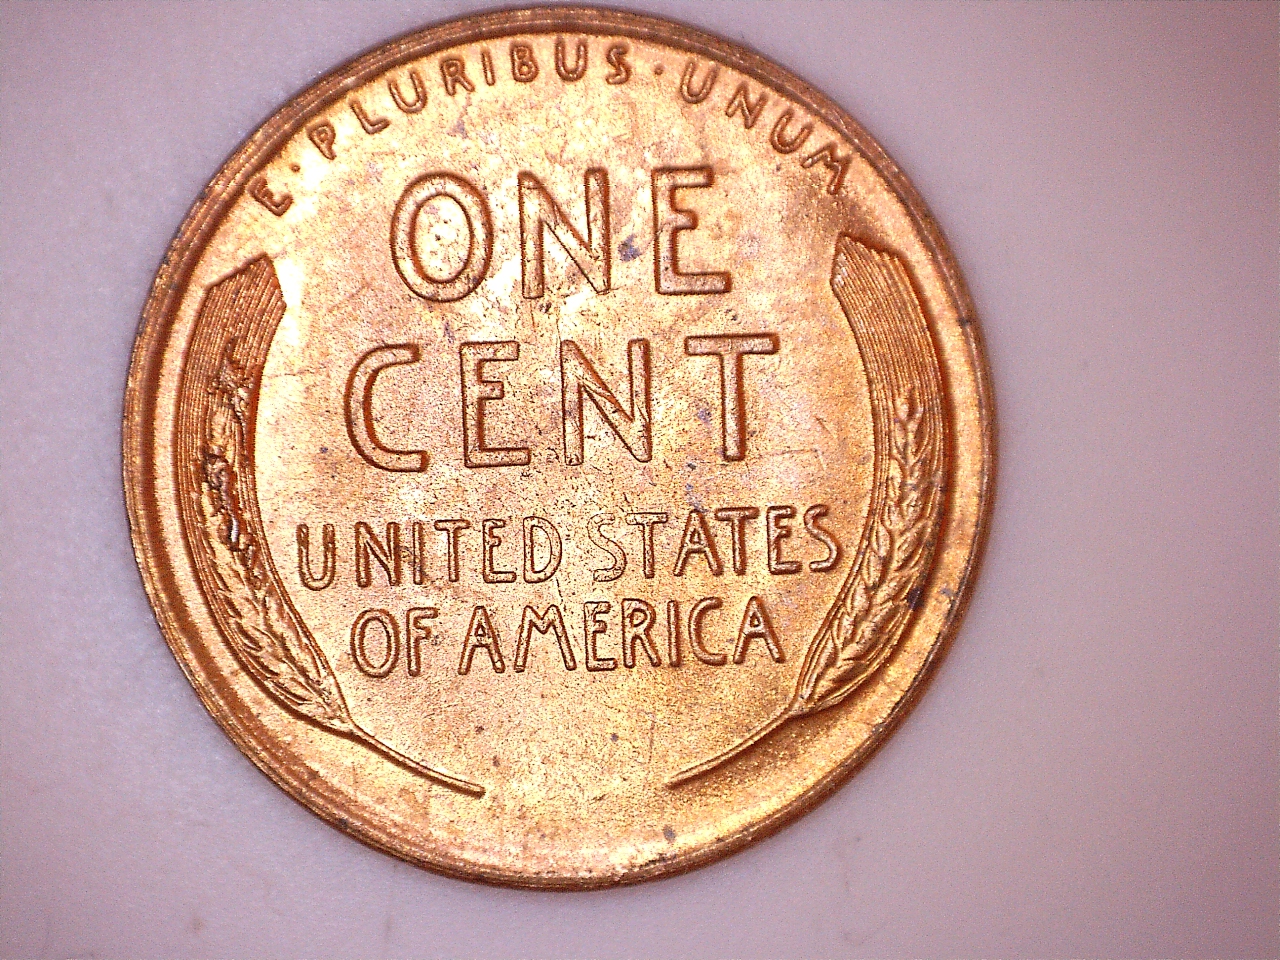 E · PLURIBUS · UNUM
ONE
CENT
UNITED STATES
OF AMERICA